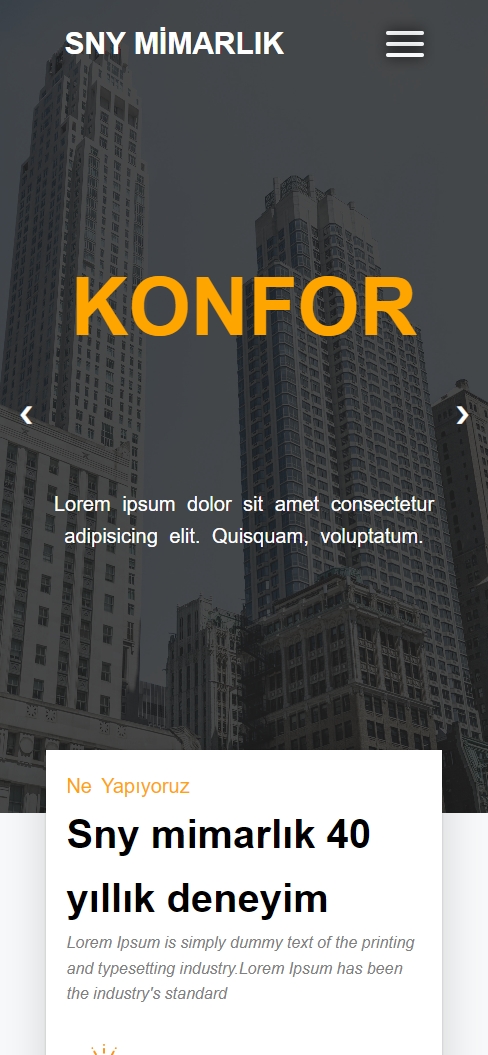 SNY MİMARLIK
KONFOR
Lorem ipsum dolor sit amet consectetur
adipisicing elit. Quisquam, voluptatum.
Ne Yapıyoruz
Sny mimarlık 40
yıllık deneyim
Lorem Ipsum is simply dummy text of the printing
and typesetting industry.Lorem Ipsum has been
the industry's standard